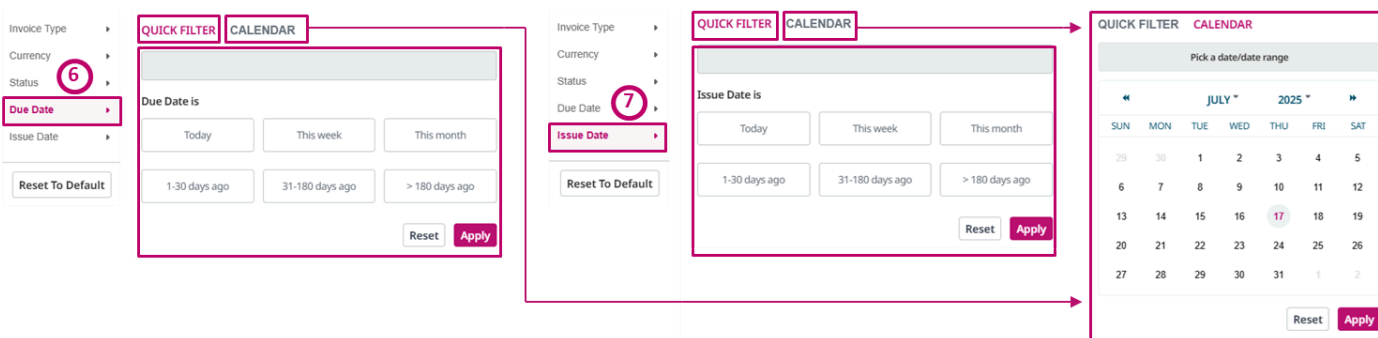 Invoice Type
Currency
Status
6
Due Date
Issue Date
Reset To Default
QUICK FILTER CALENDAR
Due Date is
Today This week This month
1-30 days ago 31-180 days ago > 180 days ago
Reset Apply
Invoice Type
Currency
Status
Due Date
7
Issue Date
Reset To Default
QUICK FILTER CALENDAR
Issue Date is
Today This week This month
1-30 days ago 31-180 days ago > 180 days ago
Reset Apply
QUICK FILTER CALENDAR
Pick a date/date range
JULY 2025
SUN MON TUE WED THU FRI SAT
29 30 1 2 3 4 5
6 7 8 9 10 11 12
13 14 15 16 17 18 19
20 21 22 23 24 25 26
27 28 29 30 31 1 2
Reset Apply